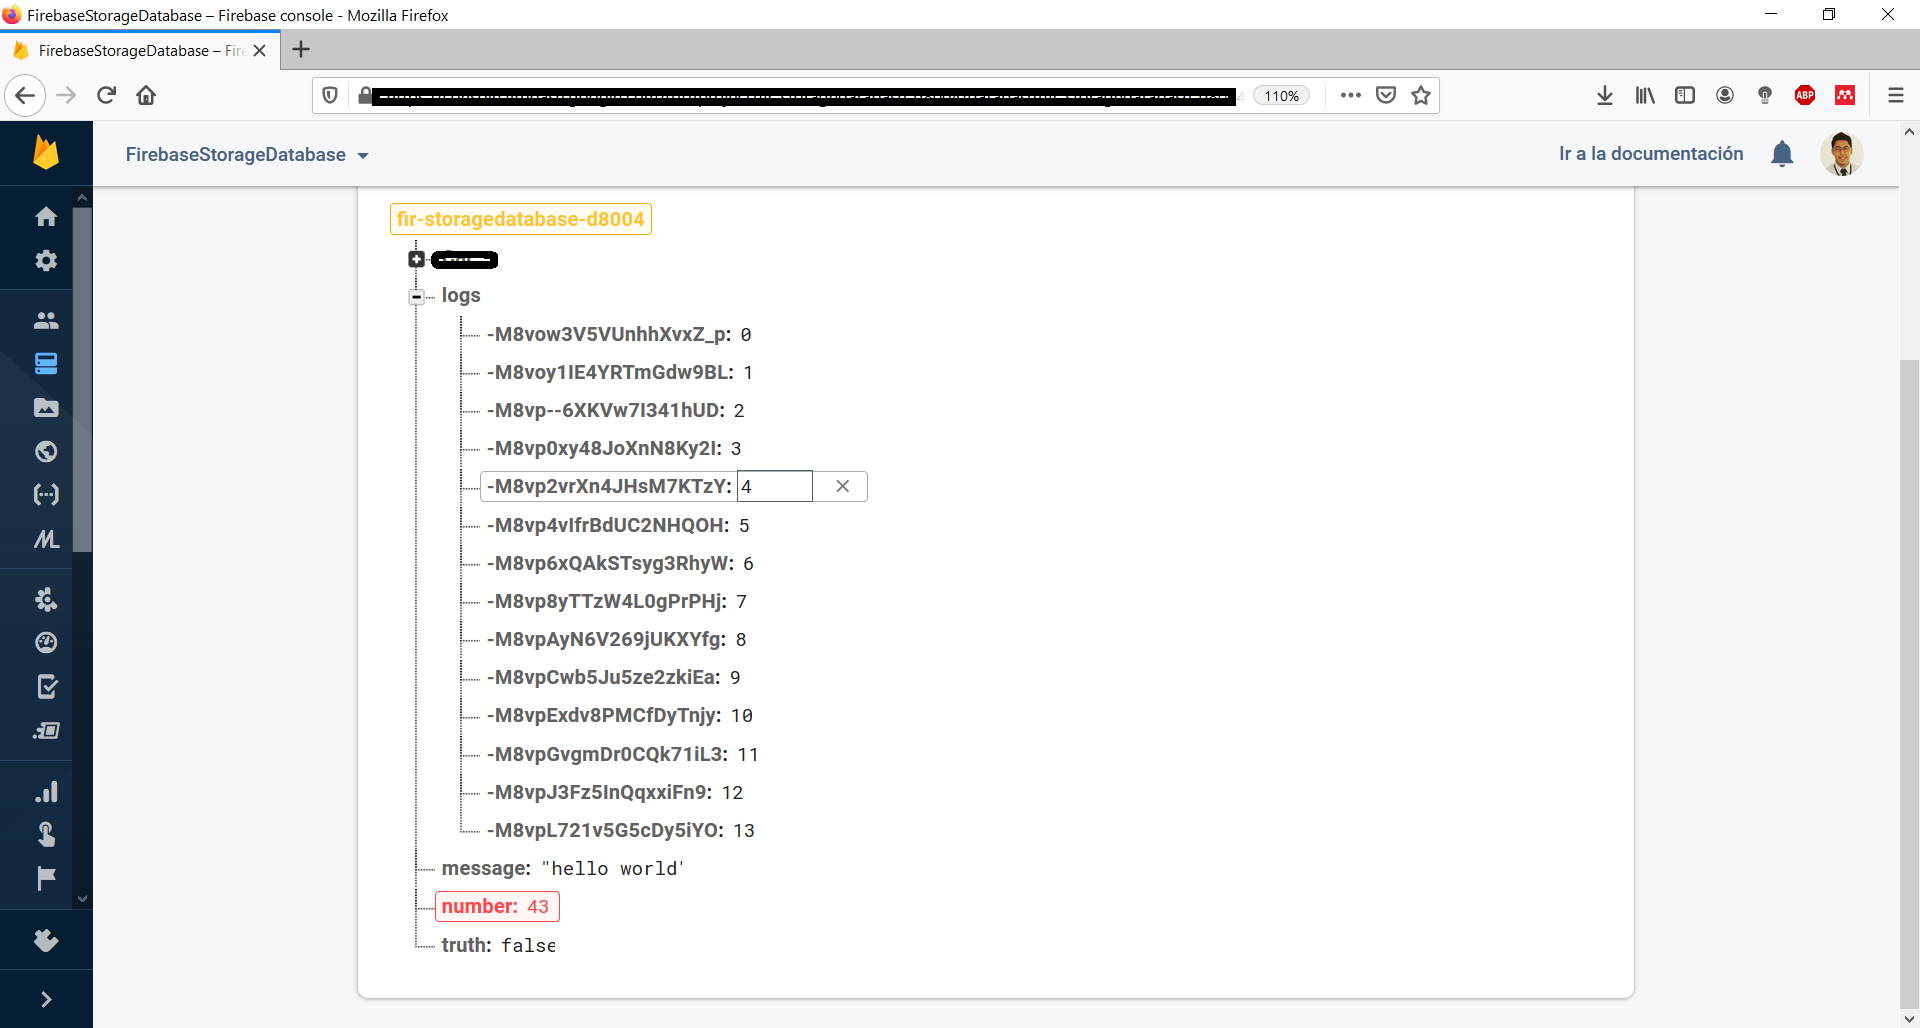 FirebaseStorageDatabase – Firebase console - Mozilla Firefox
FirebaseStorageDatabase – Fire
110%
ABP
FirebaseStorageDatabase
Ir a la documentación
fir-storagedatabase-d8004
logs
-M8vow3V5VUnhhXvxZ_p: 0
-M8voy1IE4YRTmGdw9BL: 1
-M8vp--6XKVw7I341hUD: 2
-M8vp0xy48JoXnN8Ky2I: 3
-M8vp2vrXn4JHsM7KTzY: 4
-M8vp4vIfrBdUC2NHQOH: 5
-M8vp6xQAkSTsyg3RhyW: 6
-M8vp8yTTzW4L0gPrPHj: 7
-M8vpAyN6V269jUKXYfg: 8
-M8vpCwb5Ju5ze2zkiEa: 9
-M8vpExdv8PMCfDyTnjy: 10
-M8vpGvgmDr0CQk71iL3: 11
-M8vpJ3Fz5InQqxxiFn9: 12
-M8vpL721v5G5cDy5iYO: 13
message: "hello world'
number: 43
truth: false